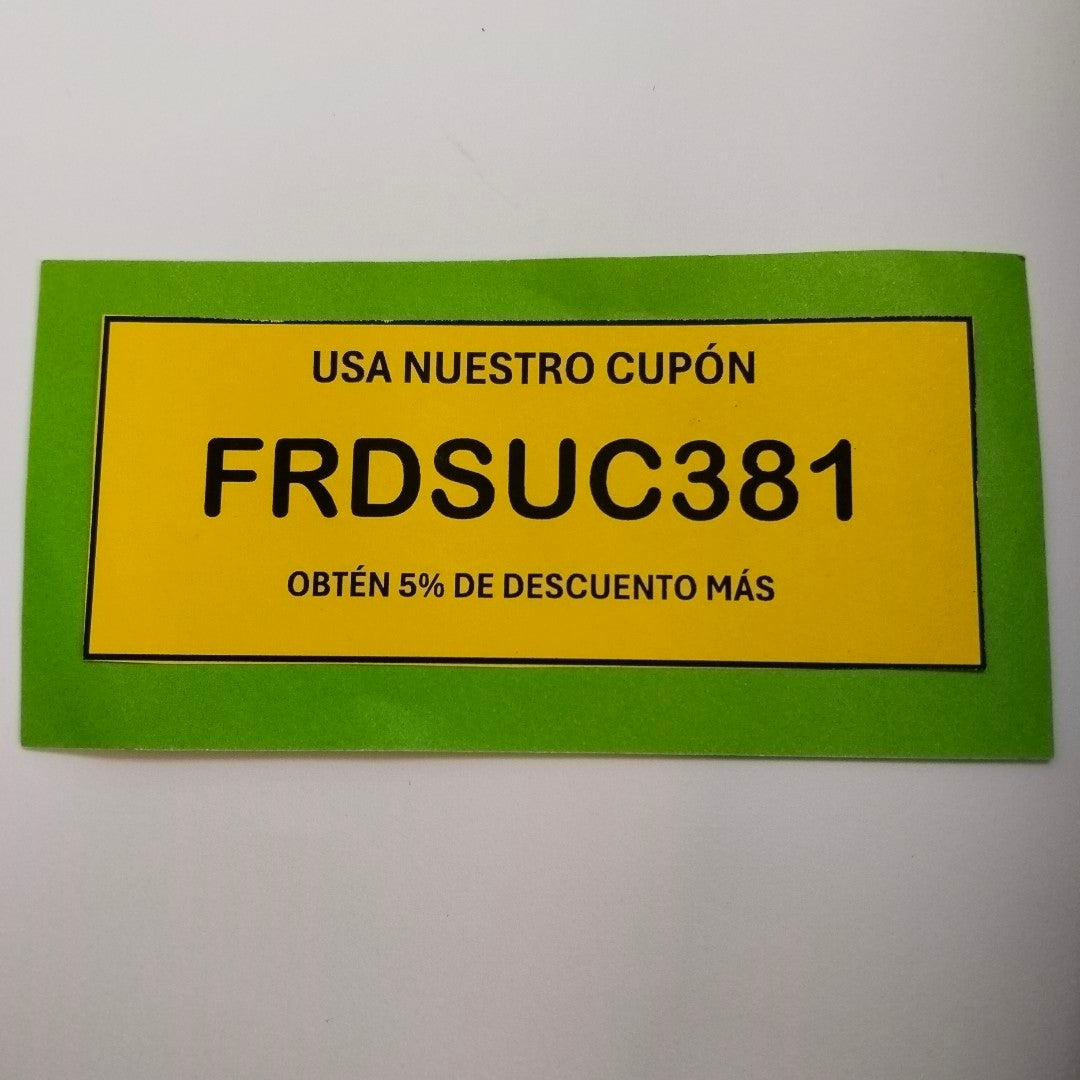 USA NUESTRO CUPÓN
FRDSUC381
OBTÉN 5% DE DESCUENTO MÁS